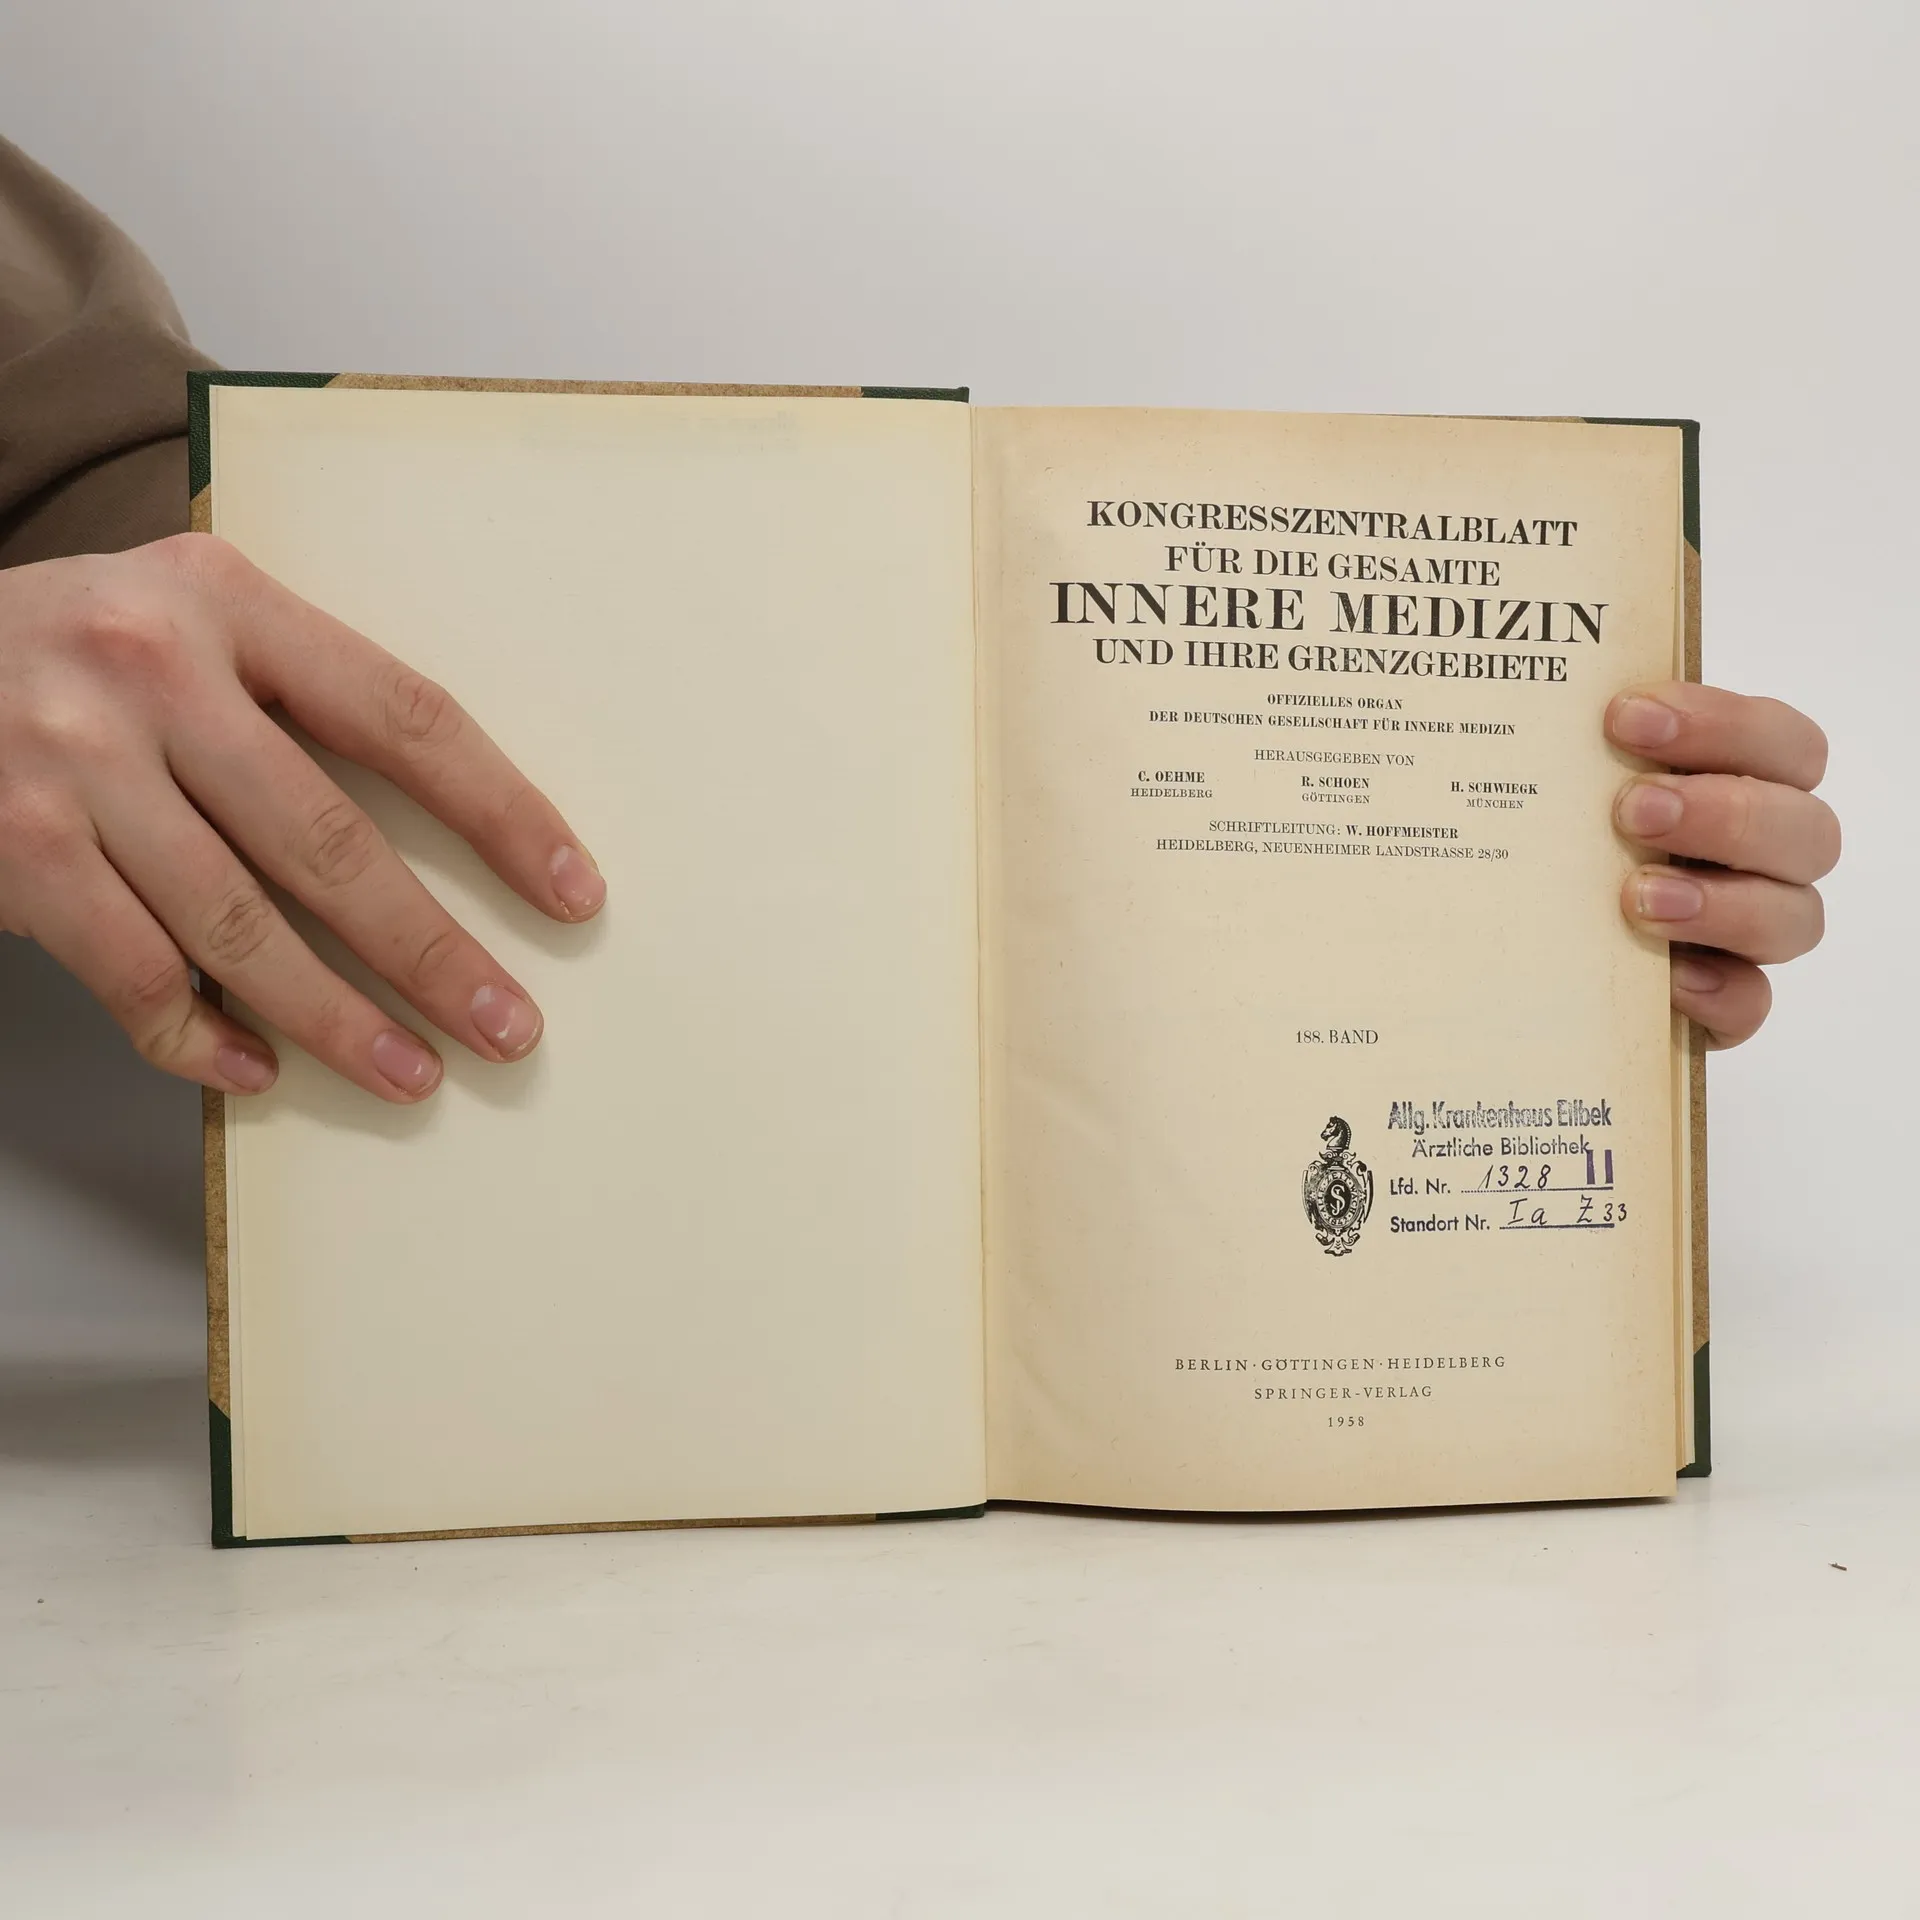 KONGRESSZENTRALBLATT
FÜR DIE GESAMTE
INNERE MEDIZIN
UND IHRE GRENZGEBIETE
OFFIZIELLES ORGAN
DER DEUTSCHEN GESELLSCHAFT FÜR INNERE MEDIZIN
HERAUSGEGEBEN VON
C. OEHME R. SCHOEN H. SCHWIEGK
HEIDELBERG GÖTTINGEN MÜNCHEN
SCHRIFTLEITUNG: W. HOFFMEISTER
HEIDELBERG, NEUENHEIMER LANDSTRASSE 28/30
188. BAND
Allg. Krankenhaus Eilbek
Ärztliche Bibliothek
Lfd. Nr. 1328 II
Standort Nr. Ia Z 33
BERLIN · GÖTTINGEN · HEIDELBERG
SPRINGER-VERLAG
1958